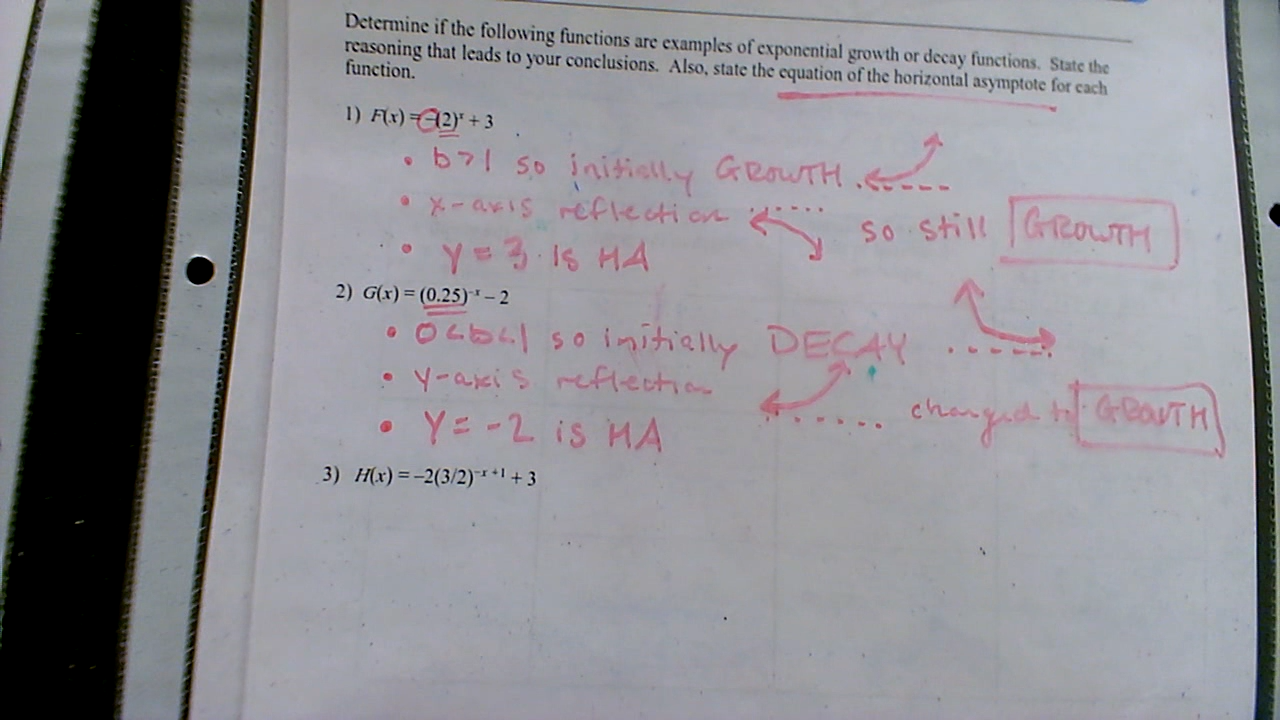 Determine if the following functions are examples of exponential growth or decay functions. State the
reasoning that leads to your conclusions. Also, state the equation of the horizontal asymptote for each
function.
1) F(x) = -(2)ˣ + 3
• b>1 so initially GROWTH
• x-axis reflection so still GROWTH
• y = 3 is HA
2) G(x) = (0.25)⁻ˣ – 2
• 0<b<1 so initially DECAY
• y-axis reflection changed to GROWTH
• Y = -2 is HA
3) H(x) = –2(3/2)⁻ˣ⁺¹ + 3